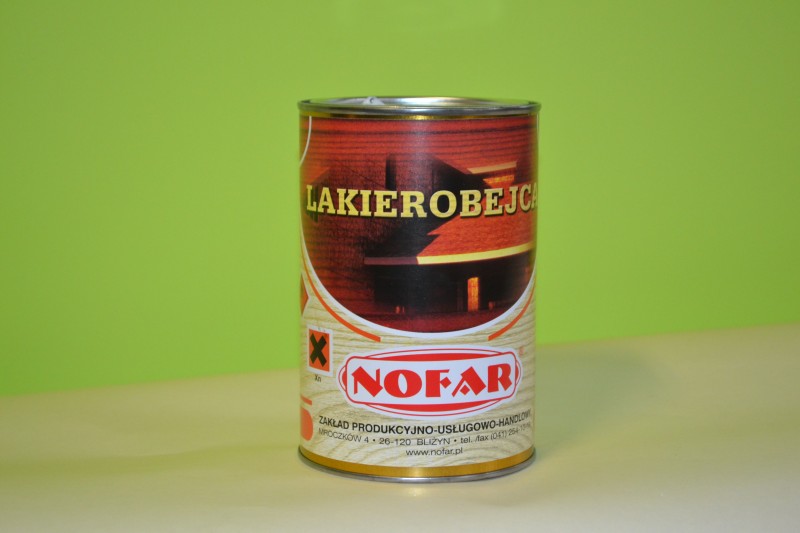 LAKIEROBEJCA
Xn
NOFAR
ZAKŁAD PRODUKCYJNO-USŁUGOWO-HANDLOWY
MROCZKÓW 4 • 26-120 BLIŻYN • tel. /fax (041) 254
www.nofar.pl